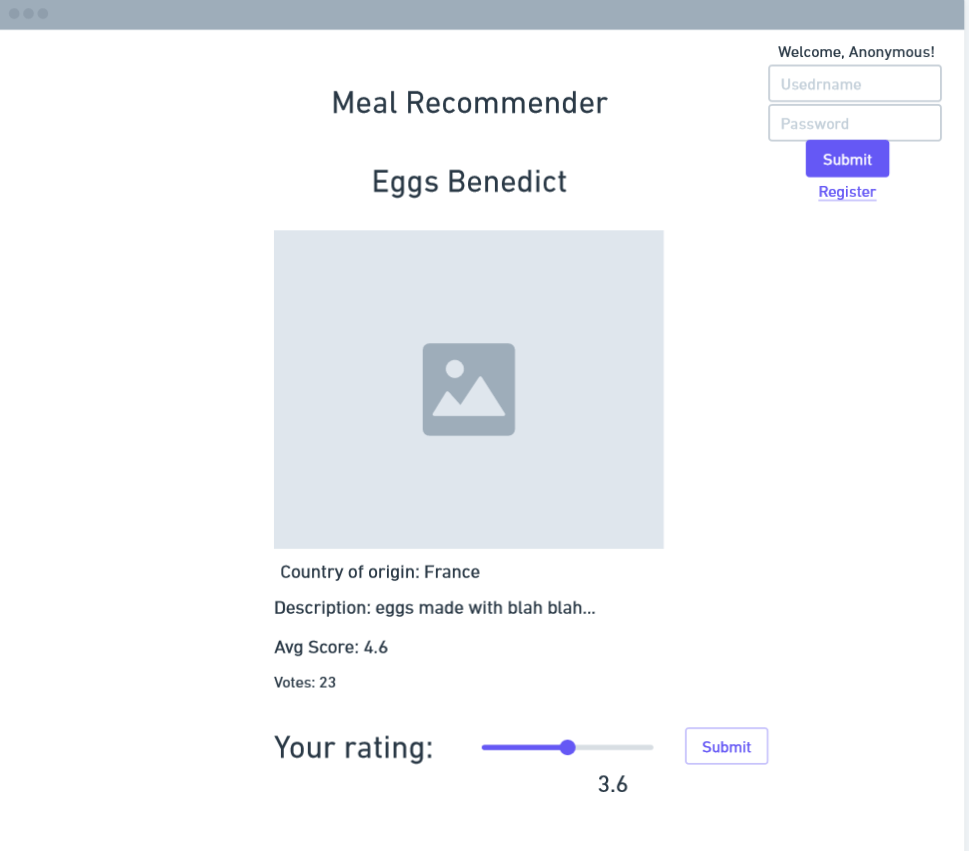 Welcome, Anonymous!
Usedrname
Password
Submit
Register
Meal Recommender
Eggs Benedict
Country of origin: France
Description: eggs made with blah blah...
Avg Score: 4.6
Votes: 23
Your rating:
Submit
3.6